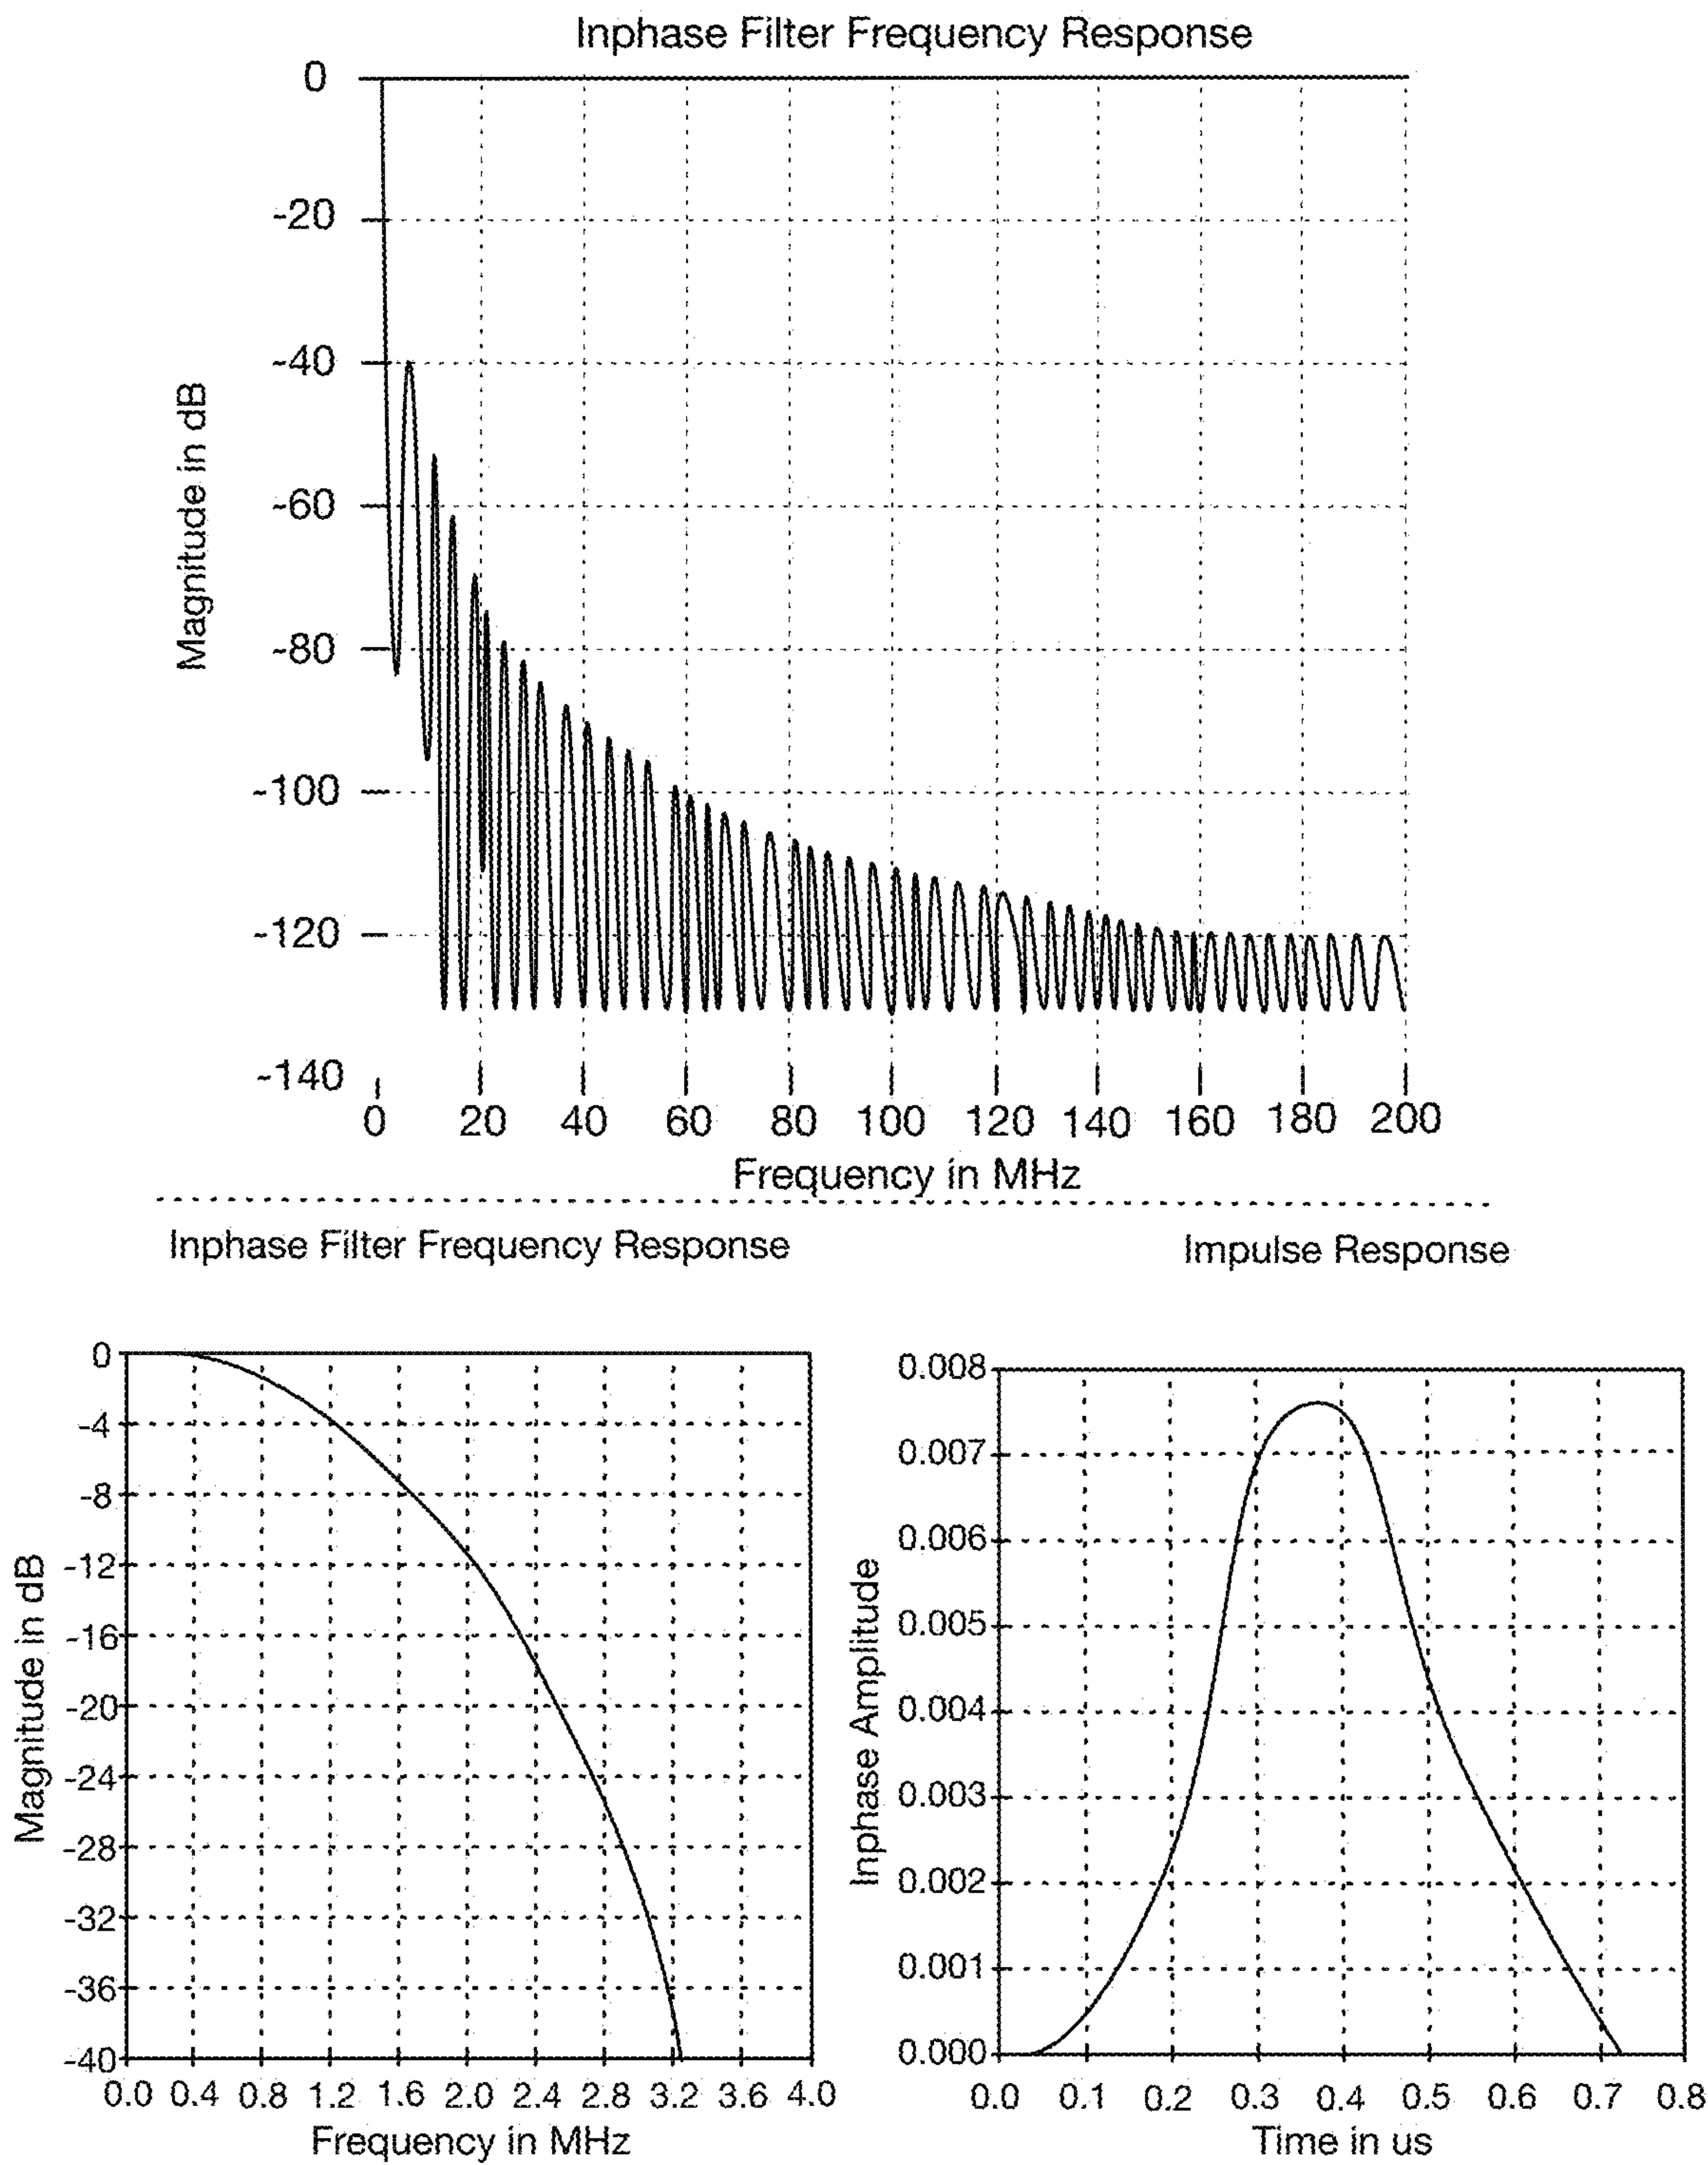 Inphase Filter Frequency Response
0
-20
-40
-60
-80
-100
-120
-140
Magnitude in dB
0 20 40 60 80 100 120 140 160 180 200
Frequency in MHz
Inphase Filter Frequency Response
0
-4
-8
-12
-16
-20
-24
-28
-32
-36
-40
Magnitude in dB
0.0 0.4 0.8 1.2 1.6 2.0 2.4 2.8 3.2 3.6 4.0
Frequency in MHz
Impulse Response
0.008
0.007
0.006
0.005
0.004
0.003
0.002
0.001
0.000
Inphase Amplitude
0.0 0.1 0.2 0.3 0.4 0.5 0.6 0.7 0.8
Time in us